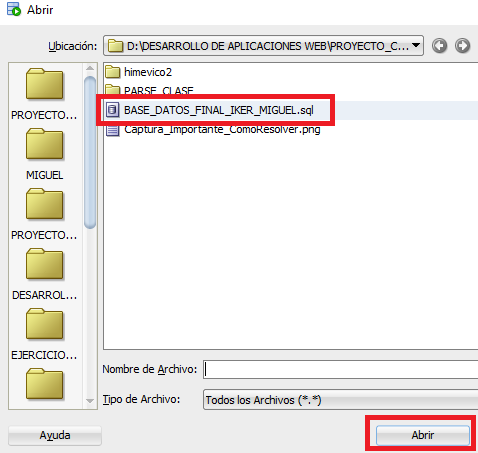 Abrir
Ubicación: D:\DESARROLLO DE APLICACIONES WEB\PROYECTO_C...
himevico2
PARSE_CLASE
BASE_DATOS_FINAL_IKER_MIGUEL.sql
Captura_Importante_ComoResolver.png
PROYECTO...
MIGUEL
PROYECTO...
DESARROL...
EJERCICIO...
Nombre de Archivo:
Tipo de Archivo: Todos los Archivos (*.*)
Ayuda
Abrir